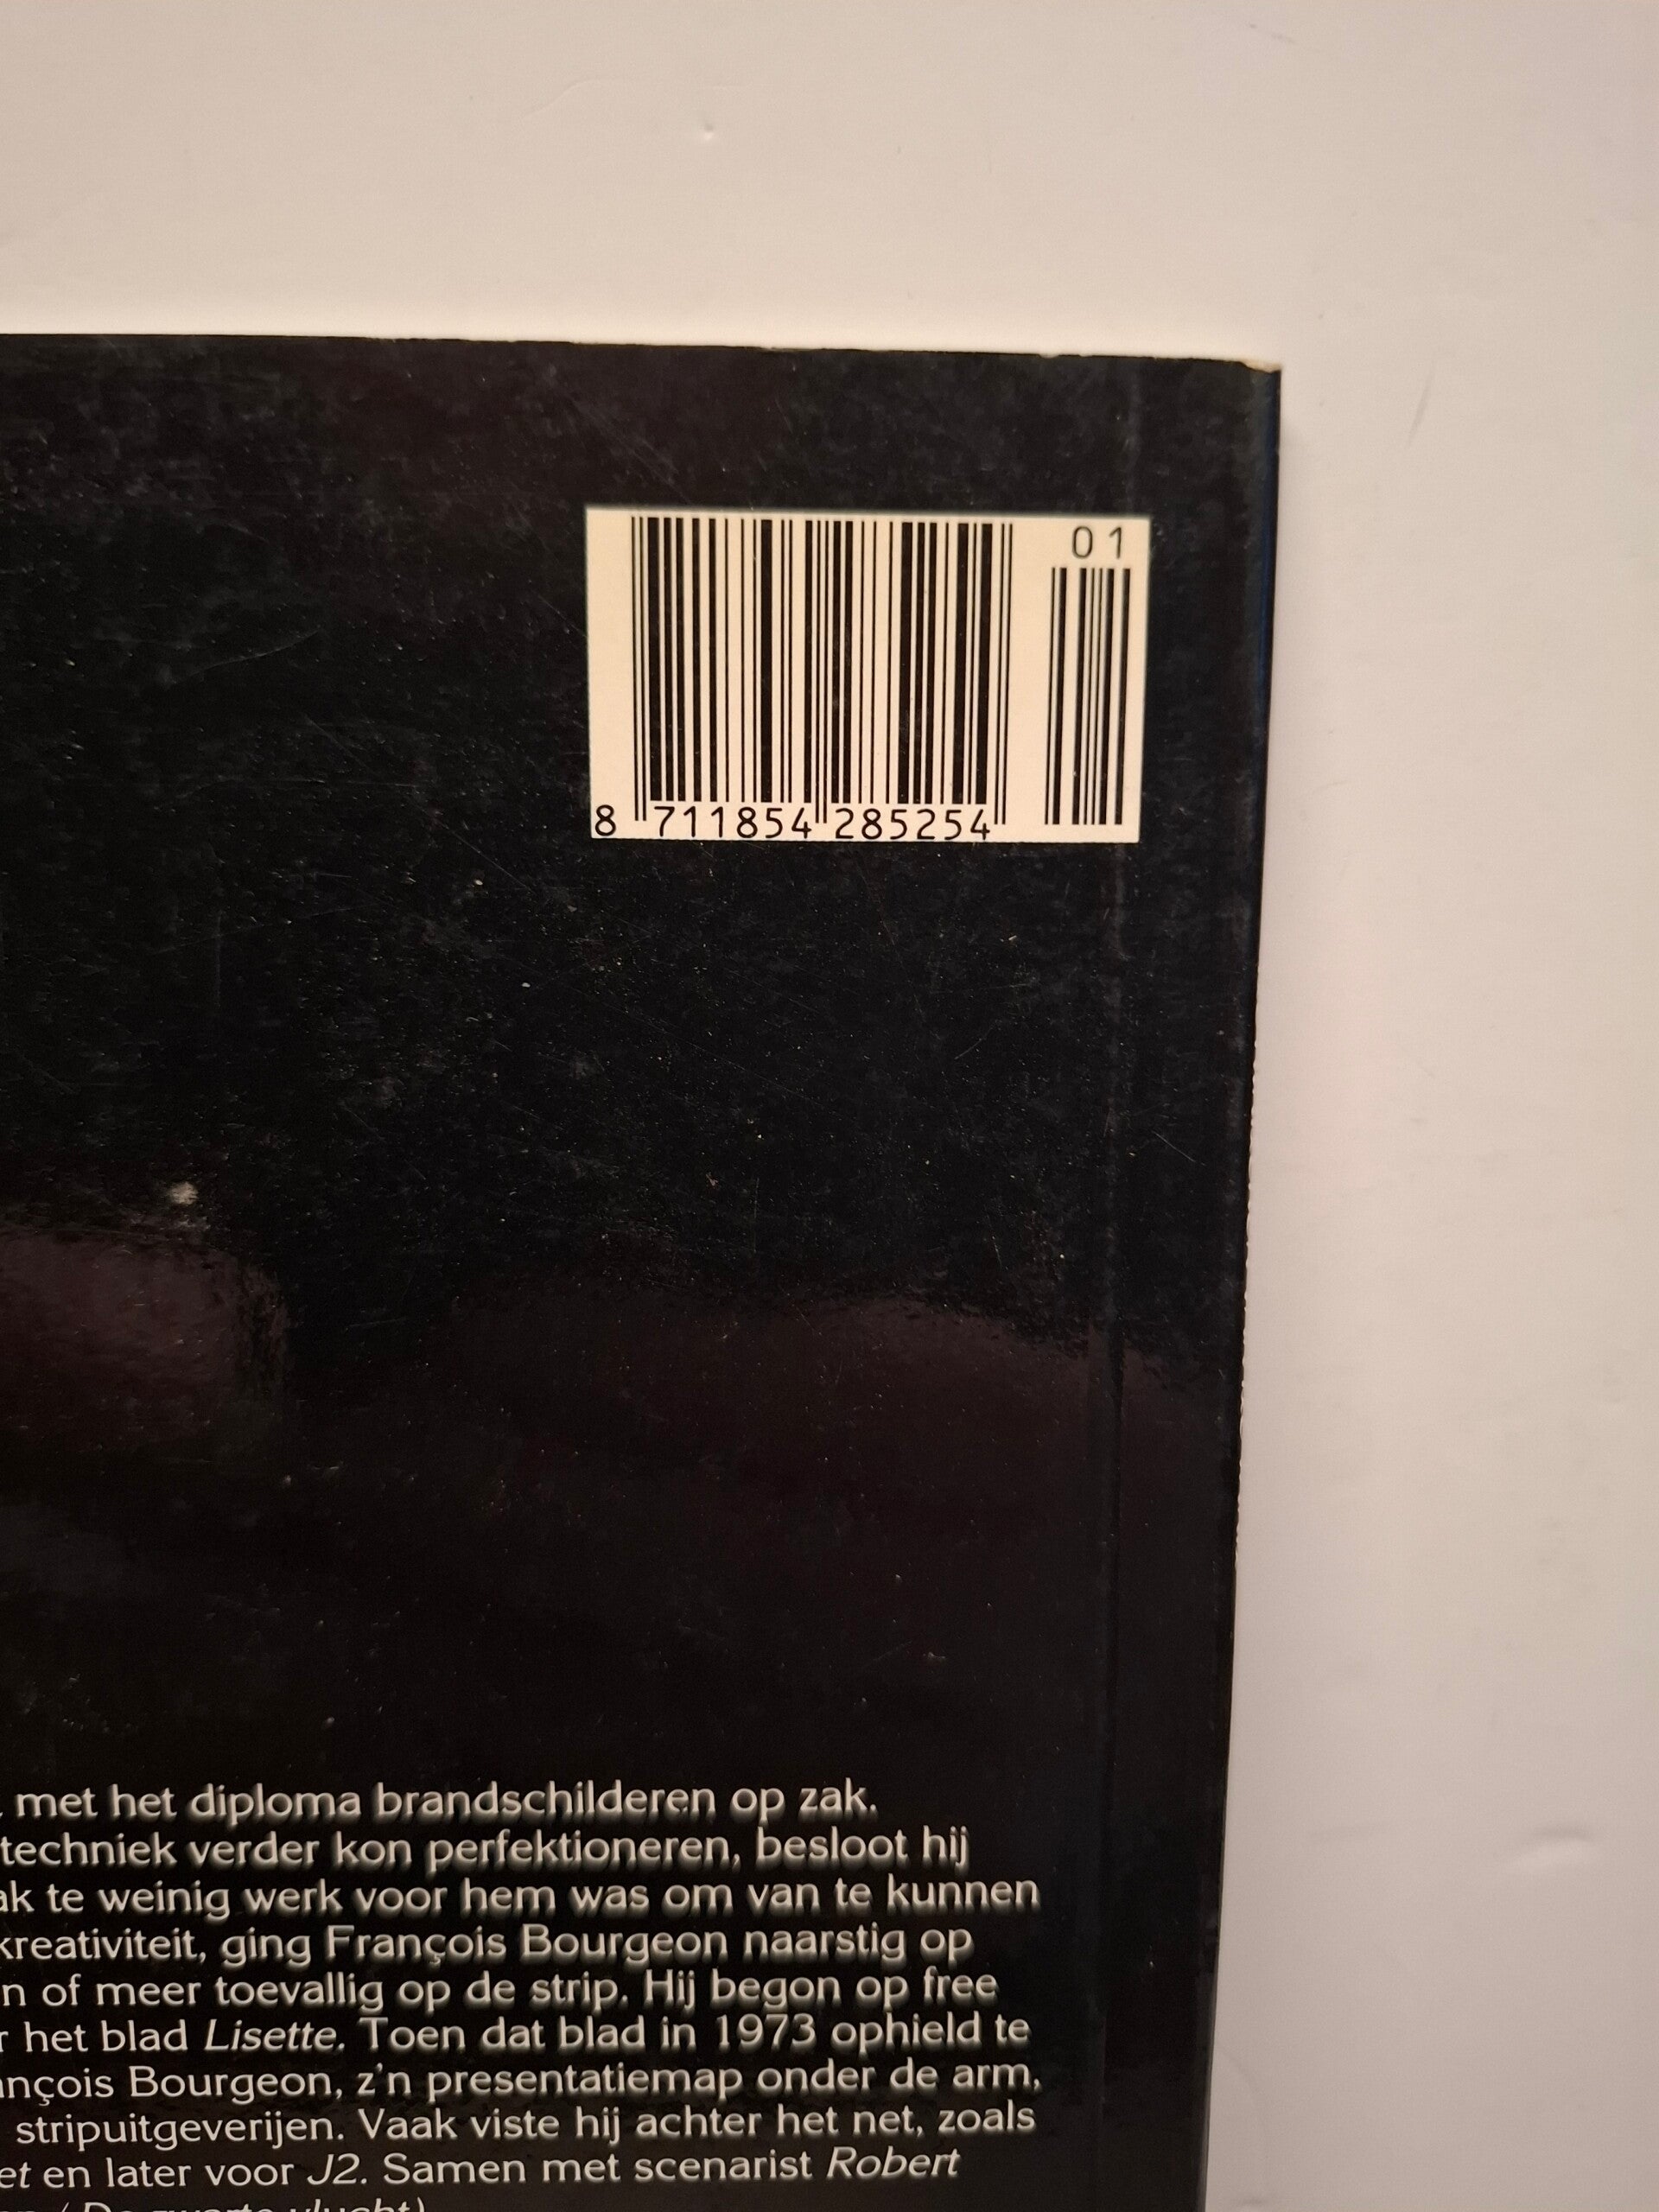 01
8 711854 285254
met het diploma brandschilderen op zak.
techniek verder kon perfektioneren, besloot hij
te weinig werk voor hem was om van te kunnen
kreativiteit, ging François Bourgeon naarstig op
of meer toevallig op de strip. Hij begon op free
het blad Lisette. Toen dat blad in 1973 ophield te
Bourgeon, z'n presentatiemap onder de arm,
stripuitgeverijen. Vaak viste hij achter het net, zoals
en later voor J2. Samen met scenarist Robert